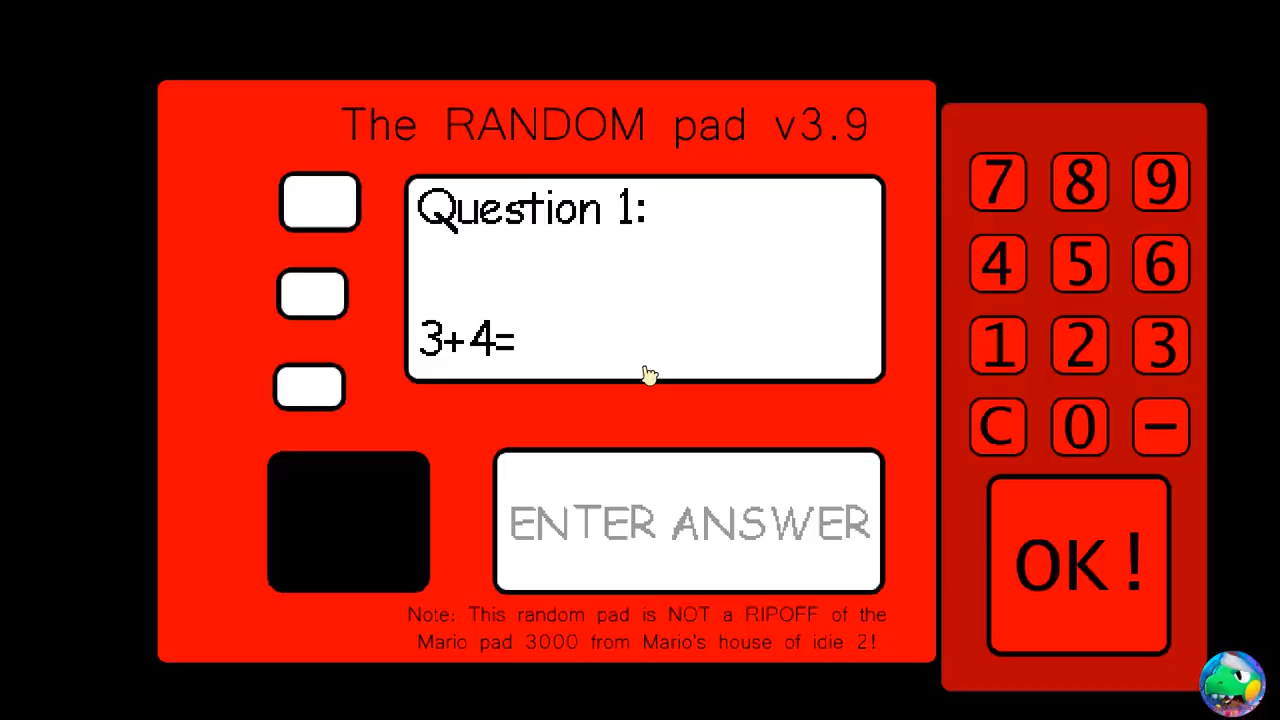 The RANDOM pad v3.9
Question 1:
3+4=
ENTER ANSWER
Note: This random pad is NOT a RIPOFF of the
Mario pad 3000 from Mario's house of idie 2!
7 8 9
4 5 6
1 2 3
C 0 −
OK!